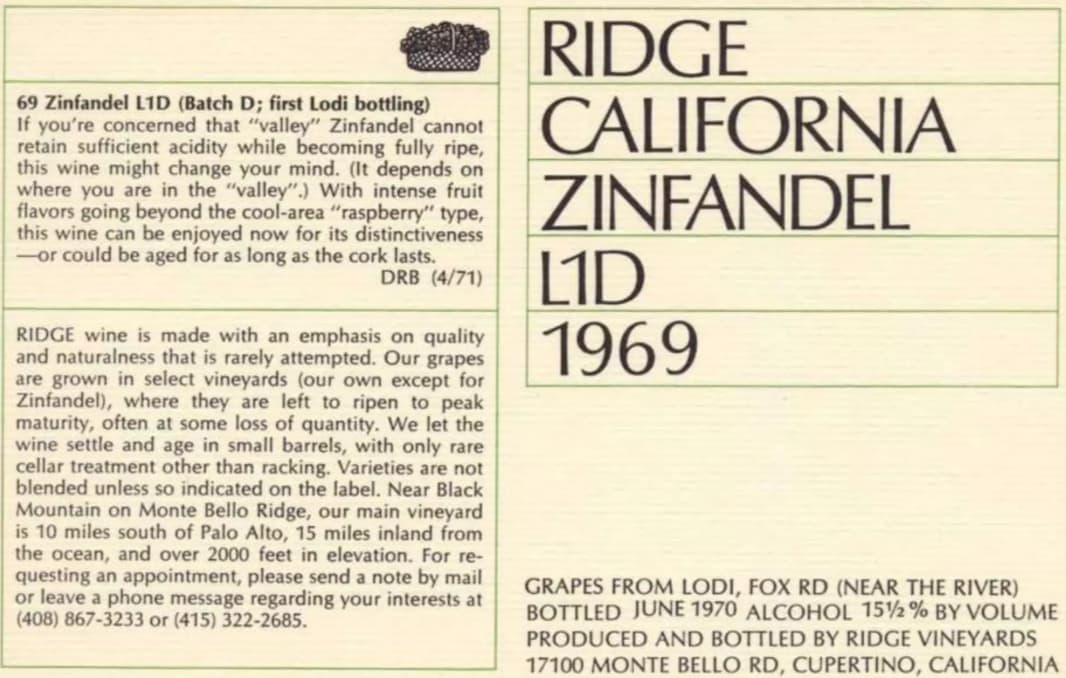 69 Zinfandel L1D (Batch D; first Lodi bottling)
If you're concerned that "valley" Zinfandel cannot
retain sufficient acidity while becoming fully ripe,
this wine might change your mind. (It depends on
where you are in the "valley".) With intense fruit
flavors going beyond the cool-area "raspberry" type,
this wine can be enjoyed now for its distinctiveness
—or could be aged for as long as the cork lasts.
DRB (4/71)
RIDGE wine is made with an emphasis on quality
and naturalness that is rarely attempted. Our grapes
are grown in select vineyards (our own except for
Zinfandel), where they are left to ripen to peak
maturity, often at some loss of quantity. We let the
wine settle and age in small barrels, with only rare
cellar treatment other than racking. Varieties are not
blended unless so indicated on the label. Near Black
Mountain on Monte Bello Ridge, our main vineyard
is 10 miles south of Palo Alto, 15 miles inland from
the ocean, and over 2000 feet in elevation. For re-
questing an appointment, please send a note by mail
or leave a phone message regarding your interests at
(408) 867-3233 or (415) 322-2685.
RIDGE
CALIFORNIA
ZINFANDEL
L1D
1969
GRAPES FROM LODI, FOX RD (NEAR THE RIVER)
BOTTLED JUNE 1970 ALCOHOL 15½% BY VOLUME
PRODUCED AND BOTTLED BY RIDGE VINEYARDS
17100 MONTE BELLO RD, CUPERTINO, CALIFORNIA